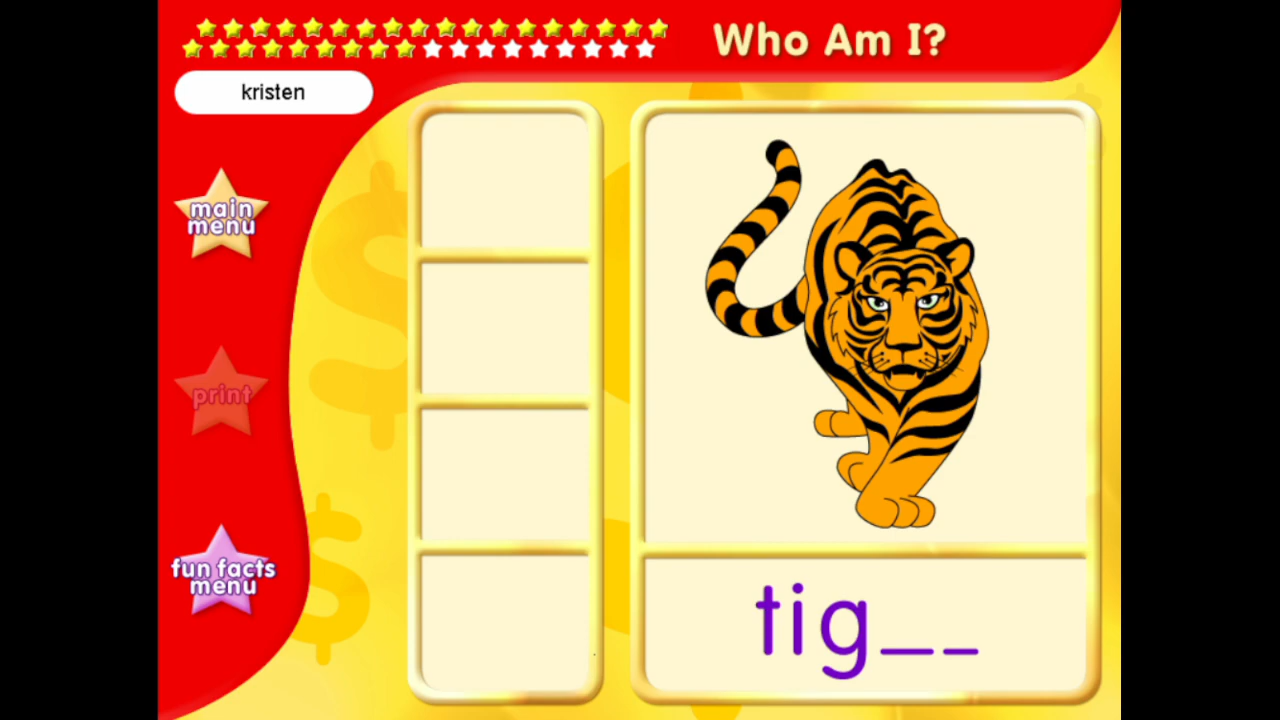 Who Am I?
kristen
main
menu
print
fun facts
menu
tig__